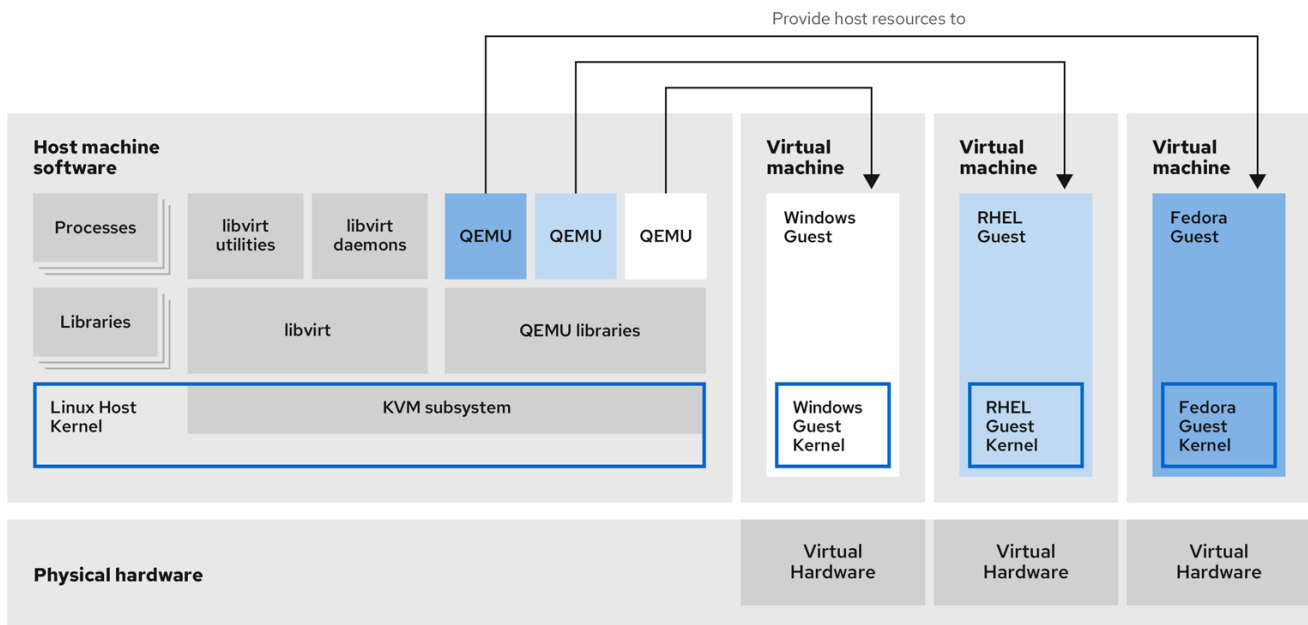 Provide host resources to
Host machine
software
Processes
libvirt
utilities
libvirt
daemons
QEMU
QEMU
QEMU
Libraries
libvirt
QEMU libraries
Linux Host
Kernel
KVM subsystem
Virtual
machine
Windows
Guest
Windows
Guest
Kernel
Virtual
machine
RHEL
Guest
RHEL
Guest
Kernel
Virtual
machine
Fedora
Guest
Fedora
Guest
Kernel
Physical hardware
Virtual
Hardware
Virtual
Hardware
Virtual
Hardware